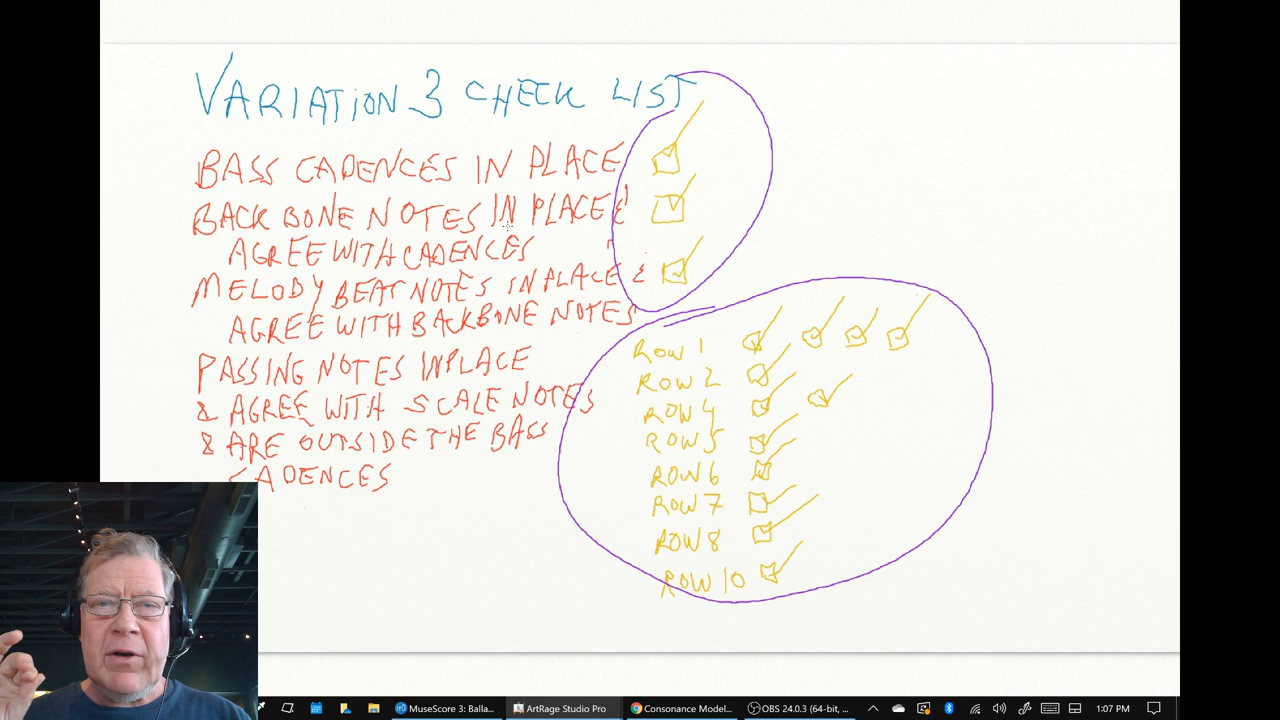 VARIATION 3 CHECK LIST
BASS CADENCES IN PLACE
BACK BONE NOTES IN PLACE &
AGREE WITH CADENCES
MELODY BEAT NOTES IN PLACE &
AGREE WITH BACKBONE NOTES
PASSING NOTES IN PLACE
& AGREE WITH SCALE NOTES
& ARE OUTSIDE THE BASS
CADENCES
ROW 1
ROW 2
ROW 4
ROW 5
ROW 6
ROW 7
ROW 8
ROW 10
MuseScore 3: Balla... ArtRage Studio Pro Consonance Model... OBS 24.0.3 (64-bit, ... 1:07 PM